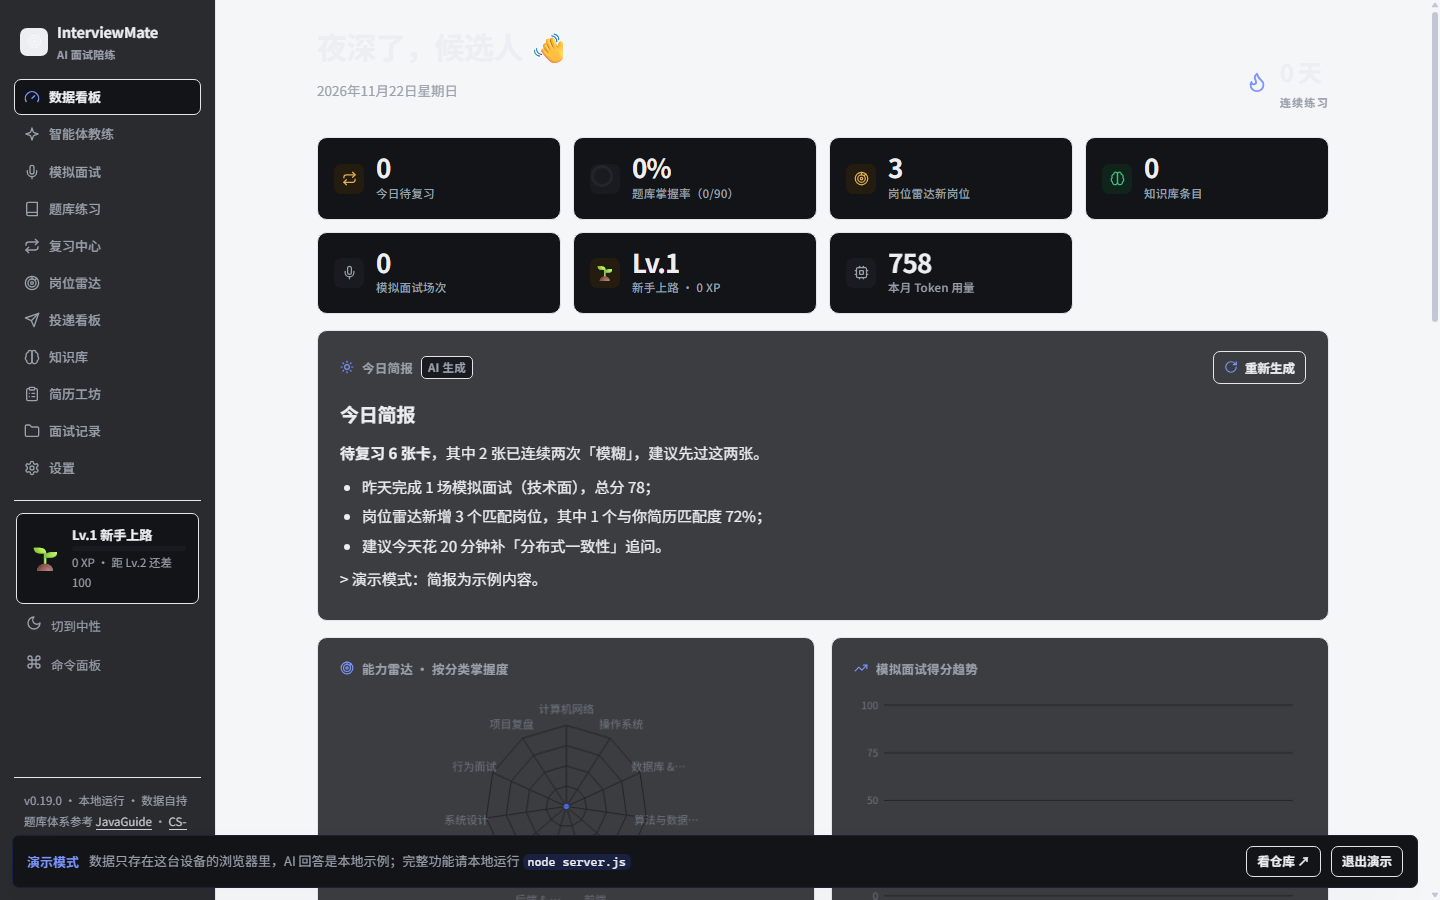 InterviewMate
AI 面试陪练
数据看板
智能体教练
模拟面试
题库练习
复习中心
岗位雷达
投递看板
知识库
简历工坊
面试记录
设置
Lv.1 新手上路
0 XP · 距 Lv.2 还差
100
切到中性
命令面板
v0.19.0 · 本地运行 · 数据自持
题库体系参考 JavaGuide · CS-
夜深了，候选人 👋
2026年11月22日星期日
0 天
连续练习
0
今日待复习
0%
题库掌握率（0/90）
3
岗位雷达新岗位
0
知识库条目
0
模拟面试场次
Lv.1
新手上路 · 0 XP
758
本月 Token 用量
今日简报 AI 生成
重新生成
今日简报
待复习 6 张卡，其中 2 张已连续两次「模糊」，建议先过这两张。
• 昨天完成 1 场模拟面试（技术面），总分 78；
• 岗位雷达新增 3 个匹配岗位，其中 1 个与你简历匹配度 72%；
• 建议今天花 20 分钟补「分布式一致性」追问。
> 演示模式：简报为示例内容。
能力雷达 · 按分类掌握度
计算机网络
项目复盘
操作系统
行为面试
数据库 &…
系统设计
算法与数据…
模拟面试得分趋势
100
75
50
0
演示模式 数据只存在这台设备的浏览器里，AI 回答是本地示例；完整功能请本地运行 node server.js
看仓库 ↗
退出演示